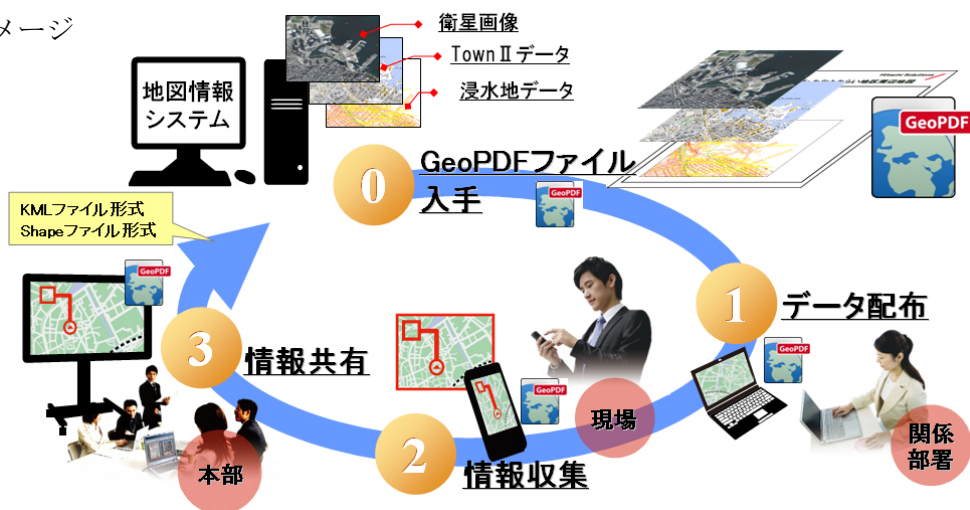 メージ
衛星画像
TownⅡデータ
浸水地データ
地図情報
システム
GeoPDF
0
GeoPDFファイル
入手
GeoPDF
KMLファイル形式
Shapeファイル形式
GeoPDF
1
データ配布
GeoPDF
3
情報共有
GeoPDF
現場
関係
部署
2
情報収集
本部